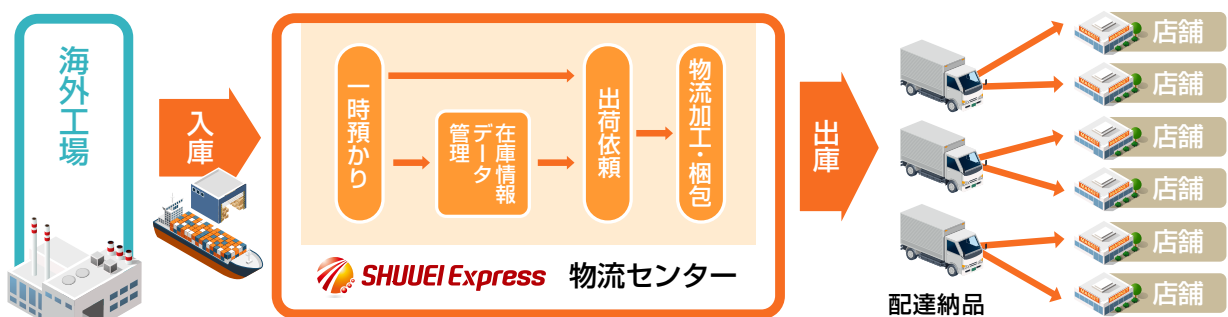 海外工場
入庫
一時預かり
在庫情報
データ
管理
出荷依頼
物流加工・梱包
SHUUEI Express 物流センター
出庫
配達納品
店舗
店舗
店舗
店舗
店舗
店舗